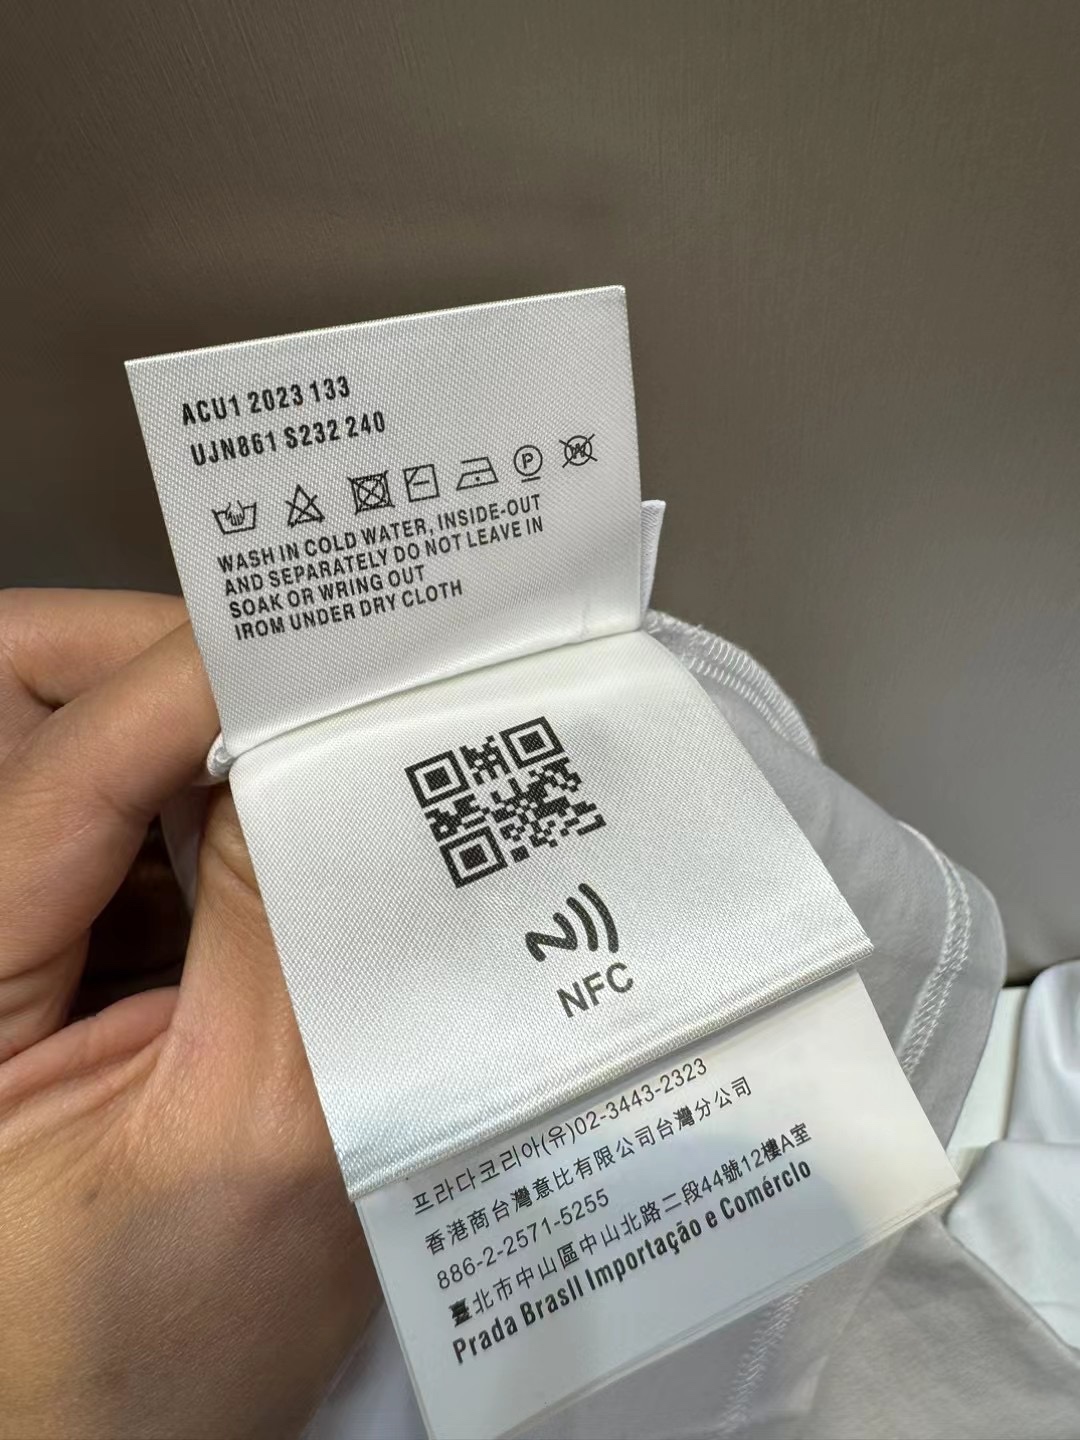 ACU1 2023 133
UJN861 S232 240
P
W
WASH IN COLD WATER, INSIDE-OUT
AND SEPARATELY DO NOT LEAVE IN
SOAK OR WRING OUT
IROM UNDER DRY CLOTH
NFC
프라다코리아(유)02-3443-2323
香港商台灣意比有限公司台灣分公司
886-2-2571-5255
臺北市中山區中山北路二段44號12樓A室
Prada Brasll Importação e Comérclo